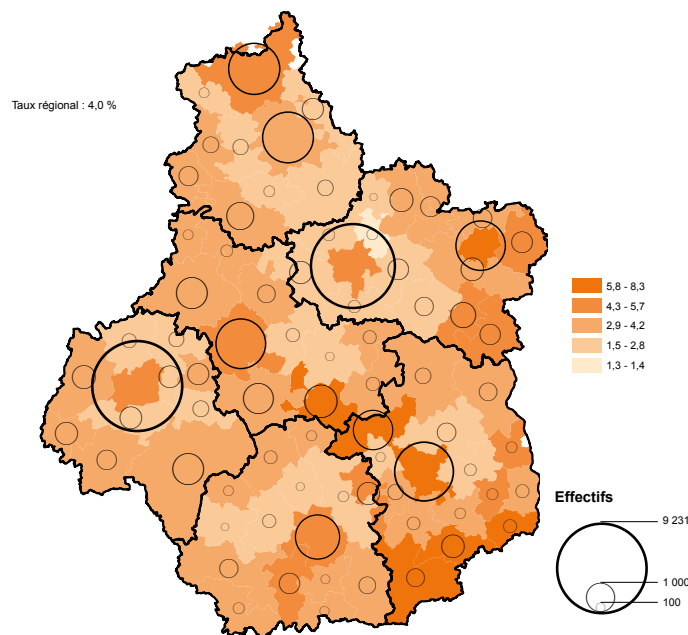 Taux régional : 4,0 %
5,8 - 8,3
4,3 - 5,7
2,9 - 4,2
1,5 - 2,8
1,3 - 1,4
Effectifs
9 231
1 000
100